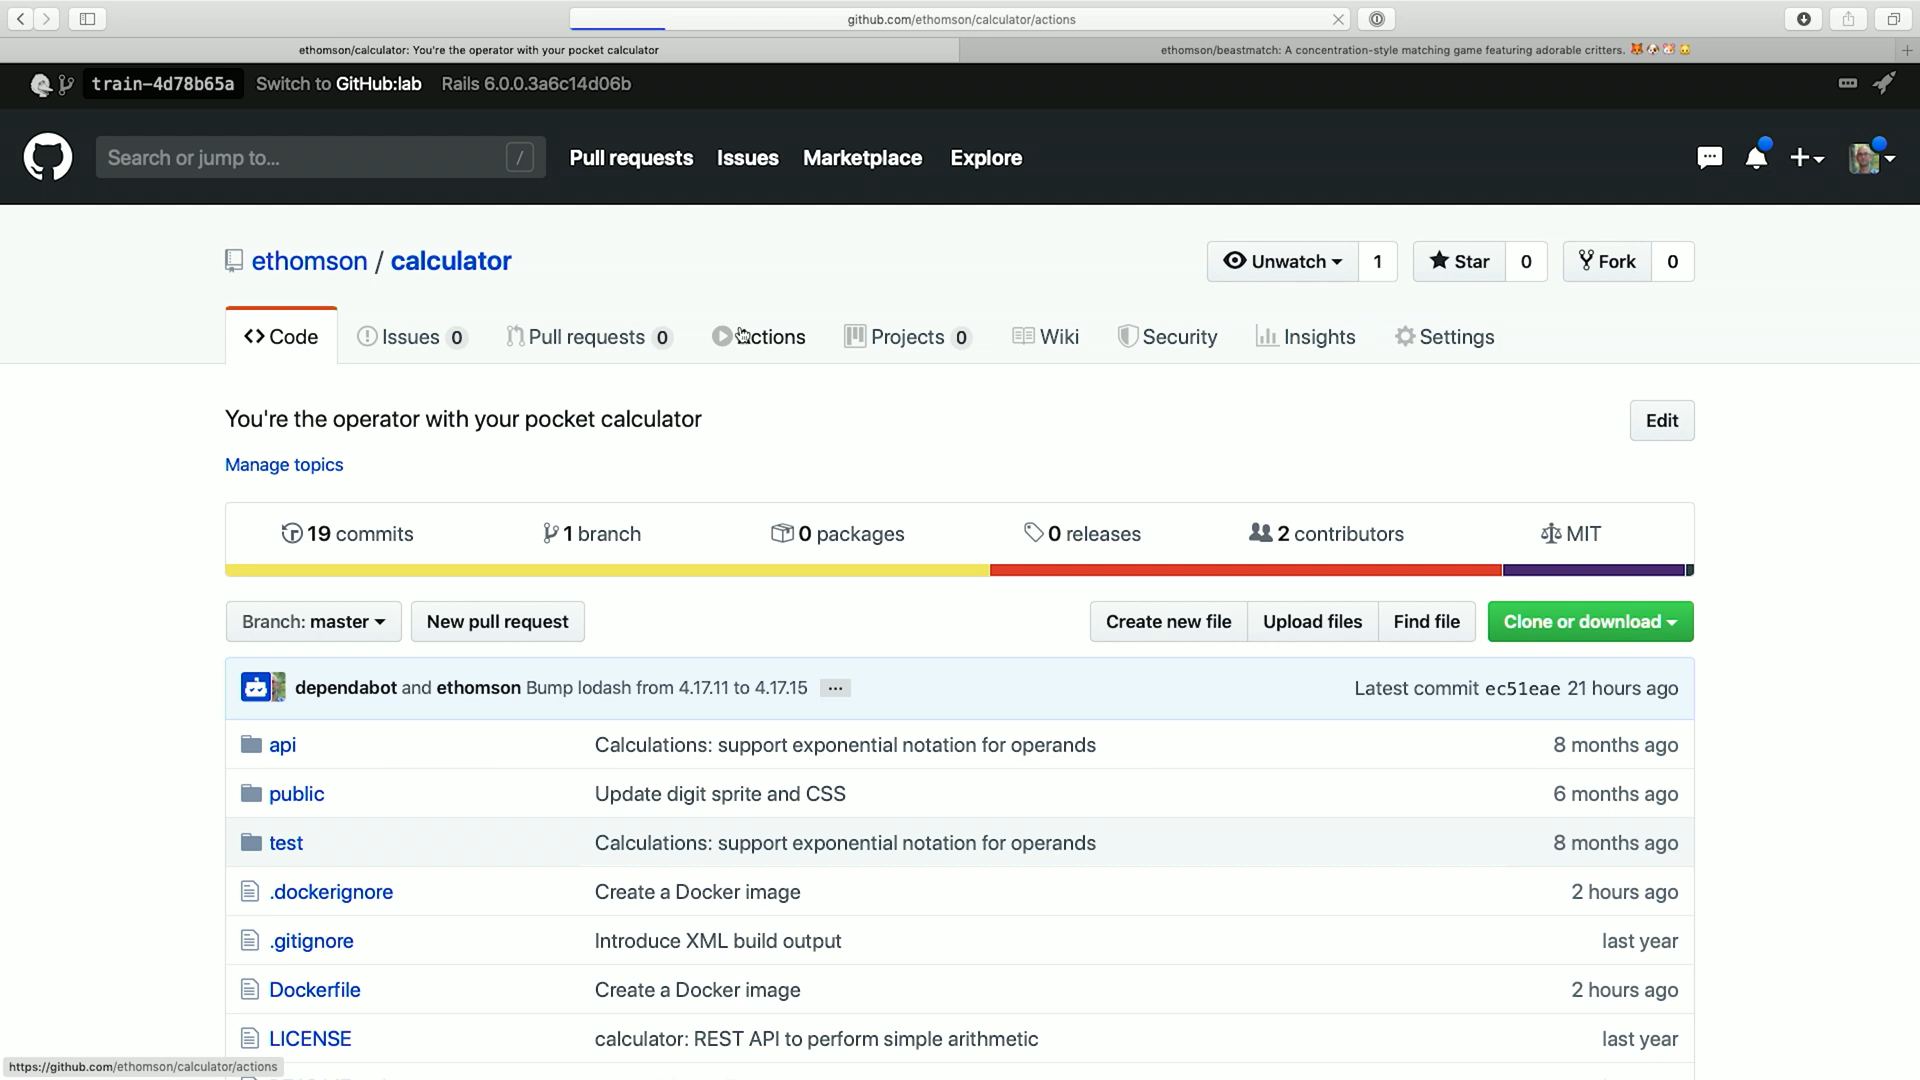 github.com/ethomson/calculator/actions
ethomson/calculator: You're the operator with your pocket calculator
ethomson/beastmatch: A concentration-style matching game featuring adorable critters. 🦊🐶🐹🐱
train-4d78b65a Switch to GitHub:lab Rails 6.0.0.3a6c14d06b
Search or jump to... / Pull requests Issues Marketplace Explore
ethomson / calculator
Unwatch 1 Star 0 Fork 0
Code Issues 0 Pull requests 0 Projects 0 Wiki Security Insights Settings
You're the operator with your pocket calculator
Edit
Manage topics
19 commits 1 branch 0 packages 0 releases 2 contributors MIT
Branch: master New pull request Create new file Upload files Find file Clone or download
dependabot and ethomson Bump lodash from 4.17.11 to 4.17.15 ... Latest commit ec51eae 21 hours ago
api Calculations: support exponential notation for operands 8 months ago
public Update digit sprite and CSS 6 months ago
test Calculations: support exponential notation for operands 8 months ago
.dockerignore Create a Docker image 2 hours ago
.gitignore Introduce XML build output last year
Dockerfile Create a Docker image 2 hours ago
LICENSE calculator: REST API to perform simple arithmetic last year
https://github.com/ethomson/calculator/actions